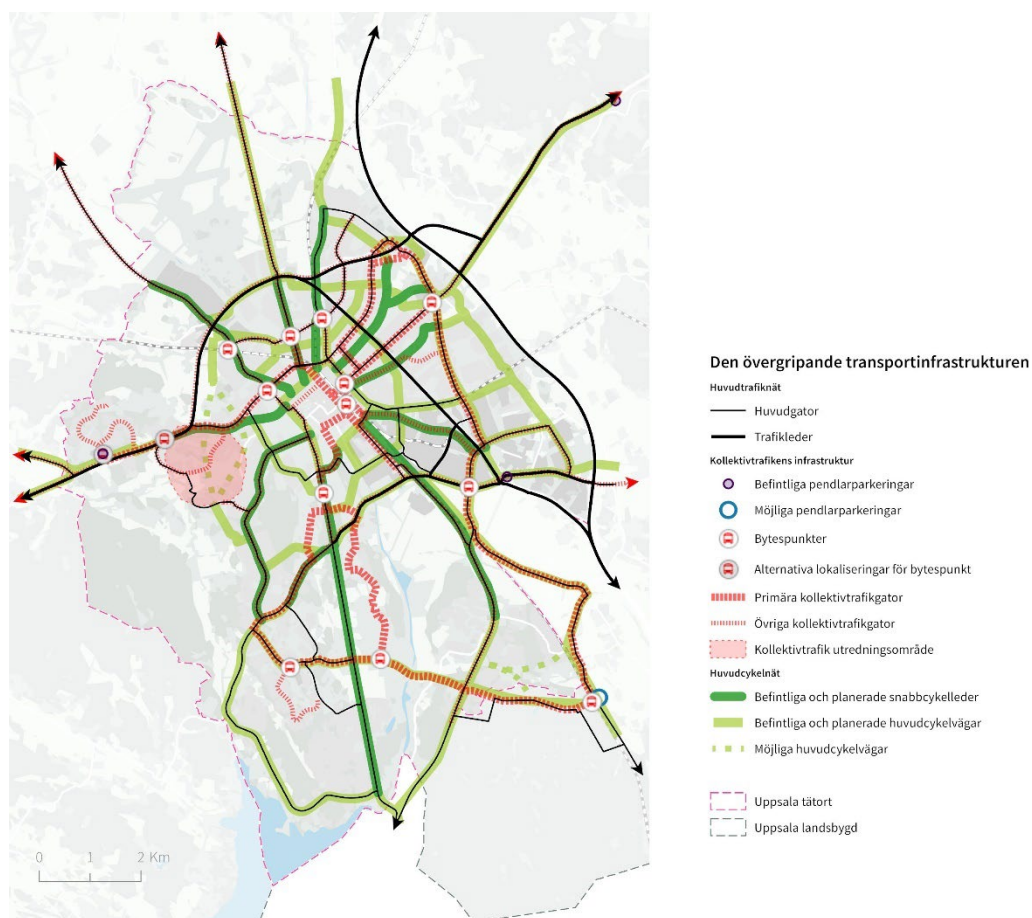 Den övergripande transportinfrastrukturen
Huvudtrafiknät
Huvudgator
Trafikleder
Kollektivtrafikens infrastruktur
Befintliga pendlarparkeringar
Möjliga pendlarparkeringar
Bytespunkter
Alternativa lokaliseringar för bytespunkt
Primära kollektivtrafikgator
Övriga kollektivtrafikgator
Kollektivtrafik utredningsområde
Huvudcykelnät
Befintliga och planerade snabbcykelleder
Befintliga och planerade huvudcykelvägar
Möjliga huvudcykelvägar
Uppsala tätort
Uppsala landsbygd
0 1 2 Km